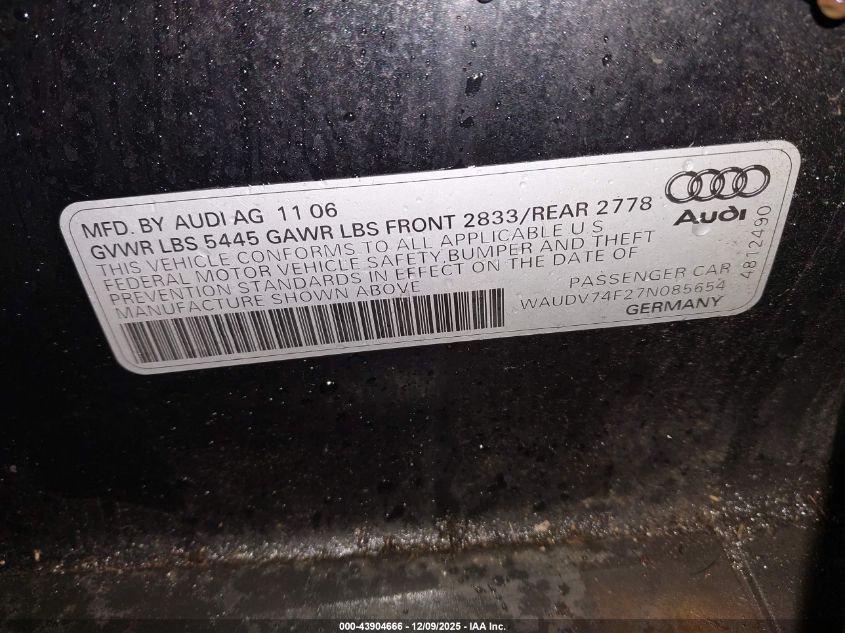 MFD. BY AUDI AG 11 06
GVWR LBS 5445 GAWR LBS FRONT 2833/REAR 2778
THIS VEHICLE CONFORMS TO ALL APPLICABLE U S
FEDERAL MOTOR VEHICLE SAFETY, BUMPER AND THEFT
PREVENTION STANDARDS IN EFFECT ON THE DATE OF
MANUFACTURE SHOWN ABOVE
PASSENGER CAR
WAUDV74F27N085654
GERMANY
Audi
4812490
000-43904666 - 12/09/2025 - IAA Inc.